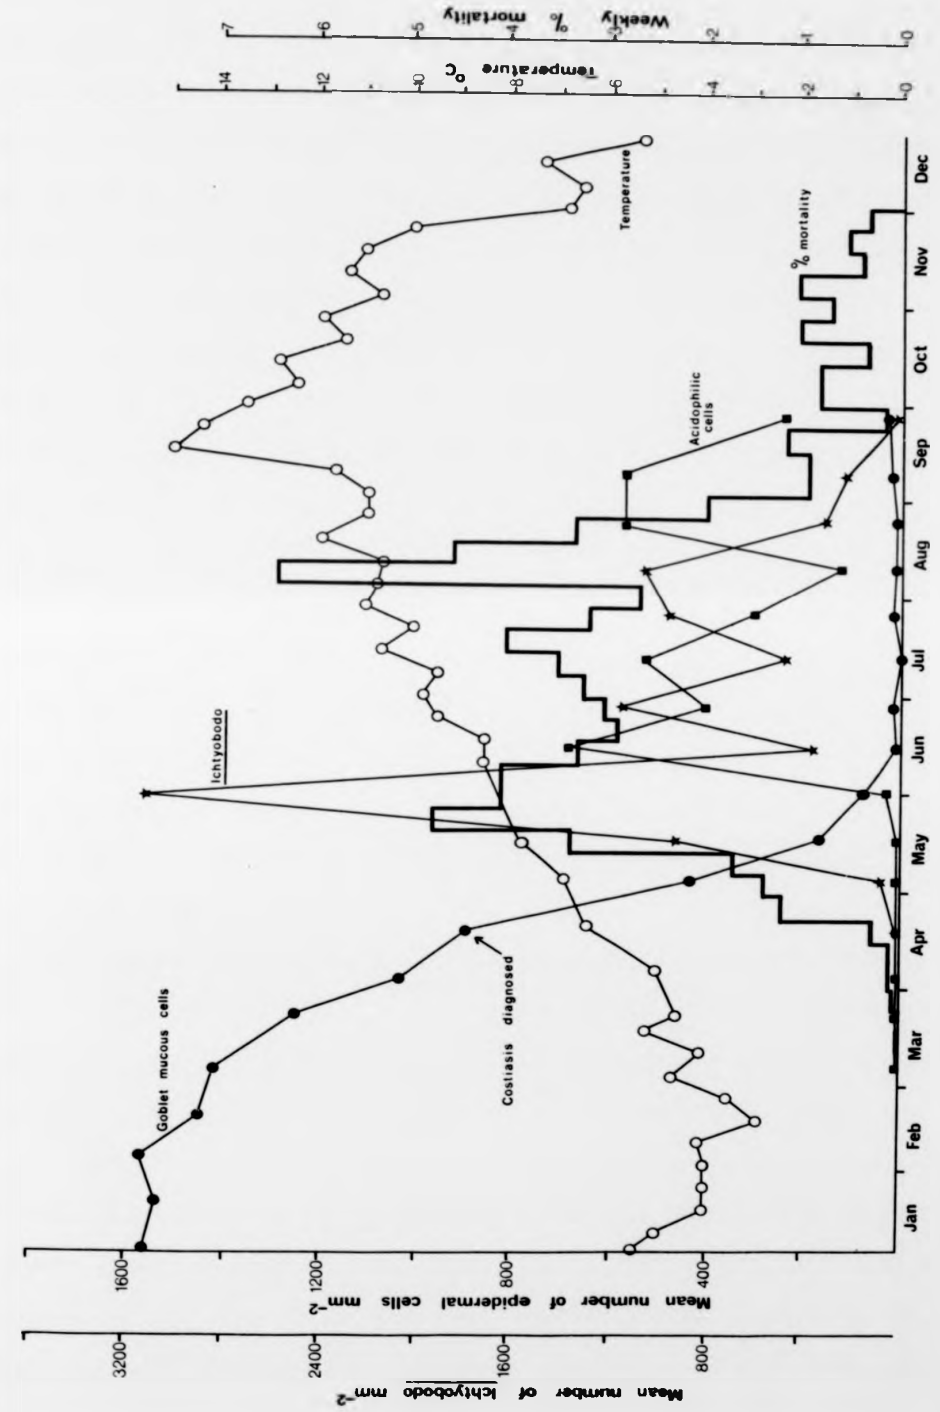 Weekly % mortality
-7
-5
-4
-2
-1
-0
Temperature °C
-14
-12
-10
-8
-6
-4
-2
-0
Temperature
% mortality
Acidophilic
cells
Ichtyobodo
Goblet mucous cells
Costiasis diagnosed
Jan Feb Mar Apr May Jun Jul Aug Sep Oct Nov Dec
1600
1200
800
400
Mean number of epidermal cells mm-2
3200
2400
1600
800
Mean number of Ichtyobodo mm-2